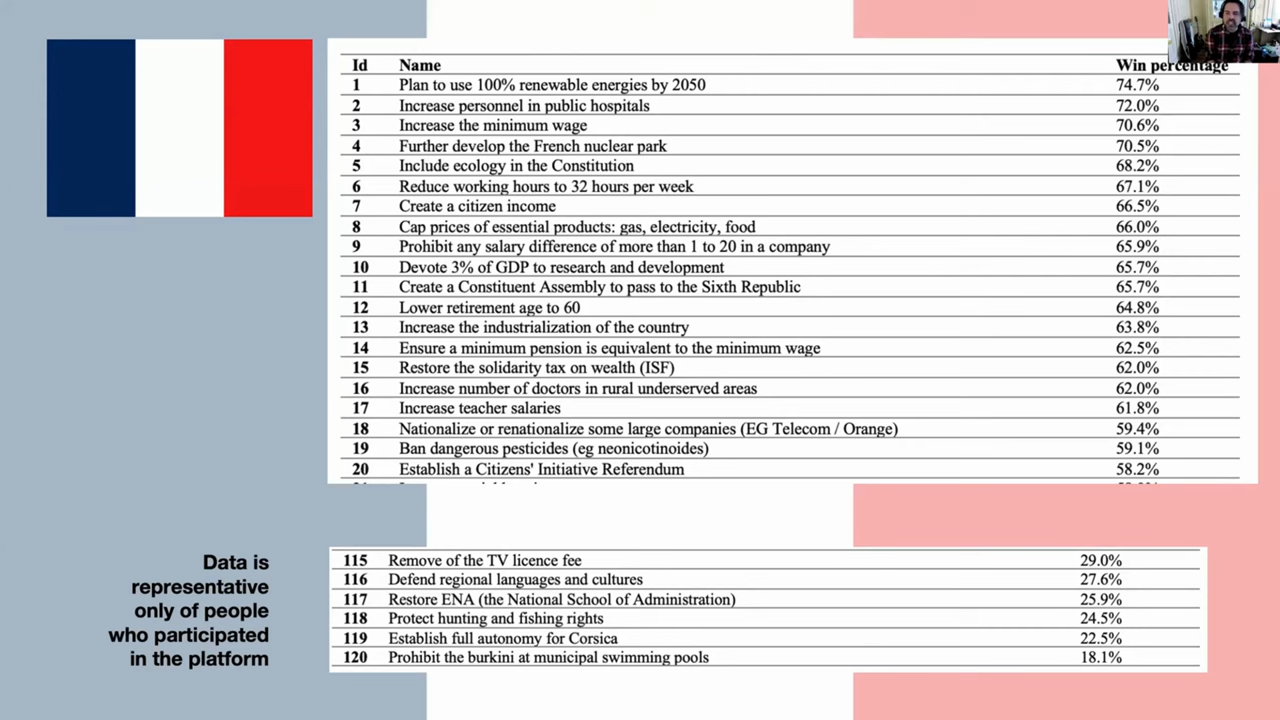 Id Name Win percentage
1 Plan to use 100% renewable energies by 2050 74.7%
2 Increase personnel in public hospitals 72.0%
3 Increase the minimum wage 70.6%
4 Further develop the French nuclear park 70.5%
5 Include ecology in the Constitution 68.2%
6 Reduce working hours to 32 hours per week 67.1%
7 Create a citizen income 66.5%
8 Cap prices of essential products: gas, electricity, food 66.0%
9 Prohibit any salary difference of more than 1 to 20 in a company 65.9%
10 Devote 3% of GDP to research and development 65.7%
11 Create a Constituent Assembly to pass to the Sixth Republic 65.7%
12 Lower retirement age to 60 64.8%
13 Increase the industrialization of the country 63.8%
14 Ensure a minimum pension is equivalent to the minimum wage 62.5%
15 Restore the solidarity tax on wealth (ISF) 62.0%
16 Increase number of doctors in rural underserved areas 62.0%
17 Increase teacher salaries 61.8%
18 Nationalize or renationalize some large companies (EG Telecom / Orange) 59.4%
19 Ban dangerous pesticides (eg neonicotinoides) 59.1%
20 Establish a Citizens' Initiative Referendum 58.2%
Data is
representative
only of people
who participated
in the platform
115 Remove of the TV licence fee 29.0%
116 Defend regional languages and cultures 27.6%
117 Restore ENA (the National School of Administration) 25.9%
118 Protect hunting and fishing rights 24.5%
119 Establish full autonomy for Corsica 22.5%
120 Prohibit the burkini at municipal swimming pools 18.1%